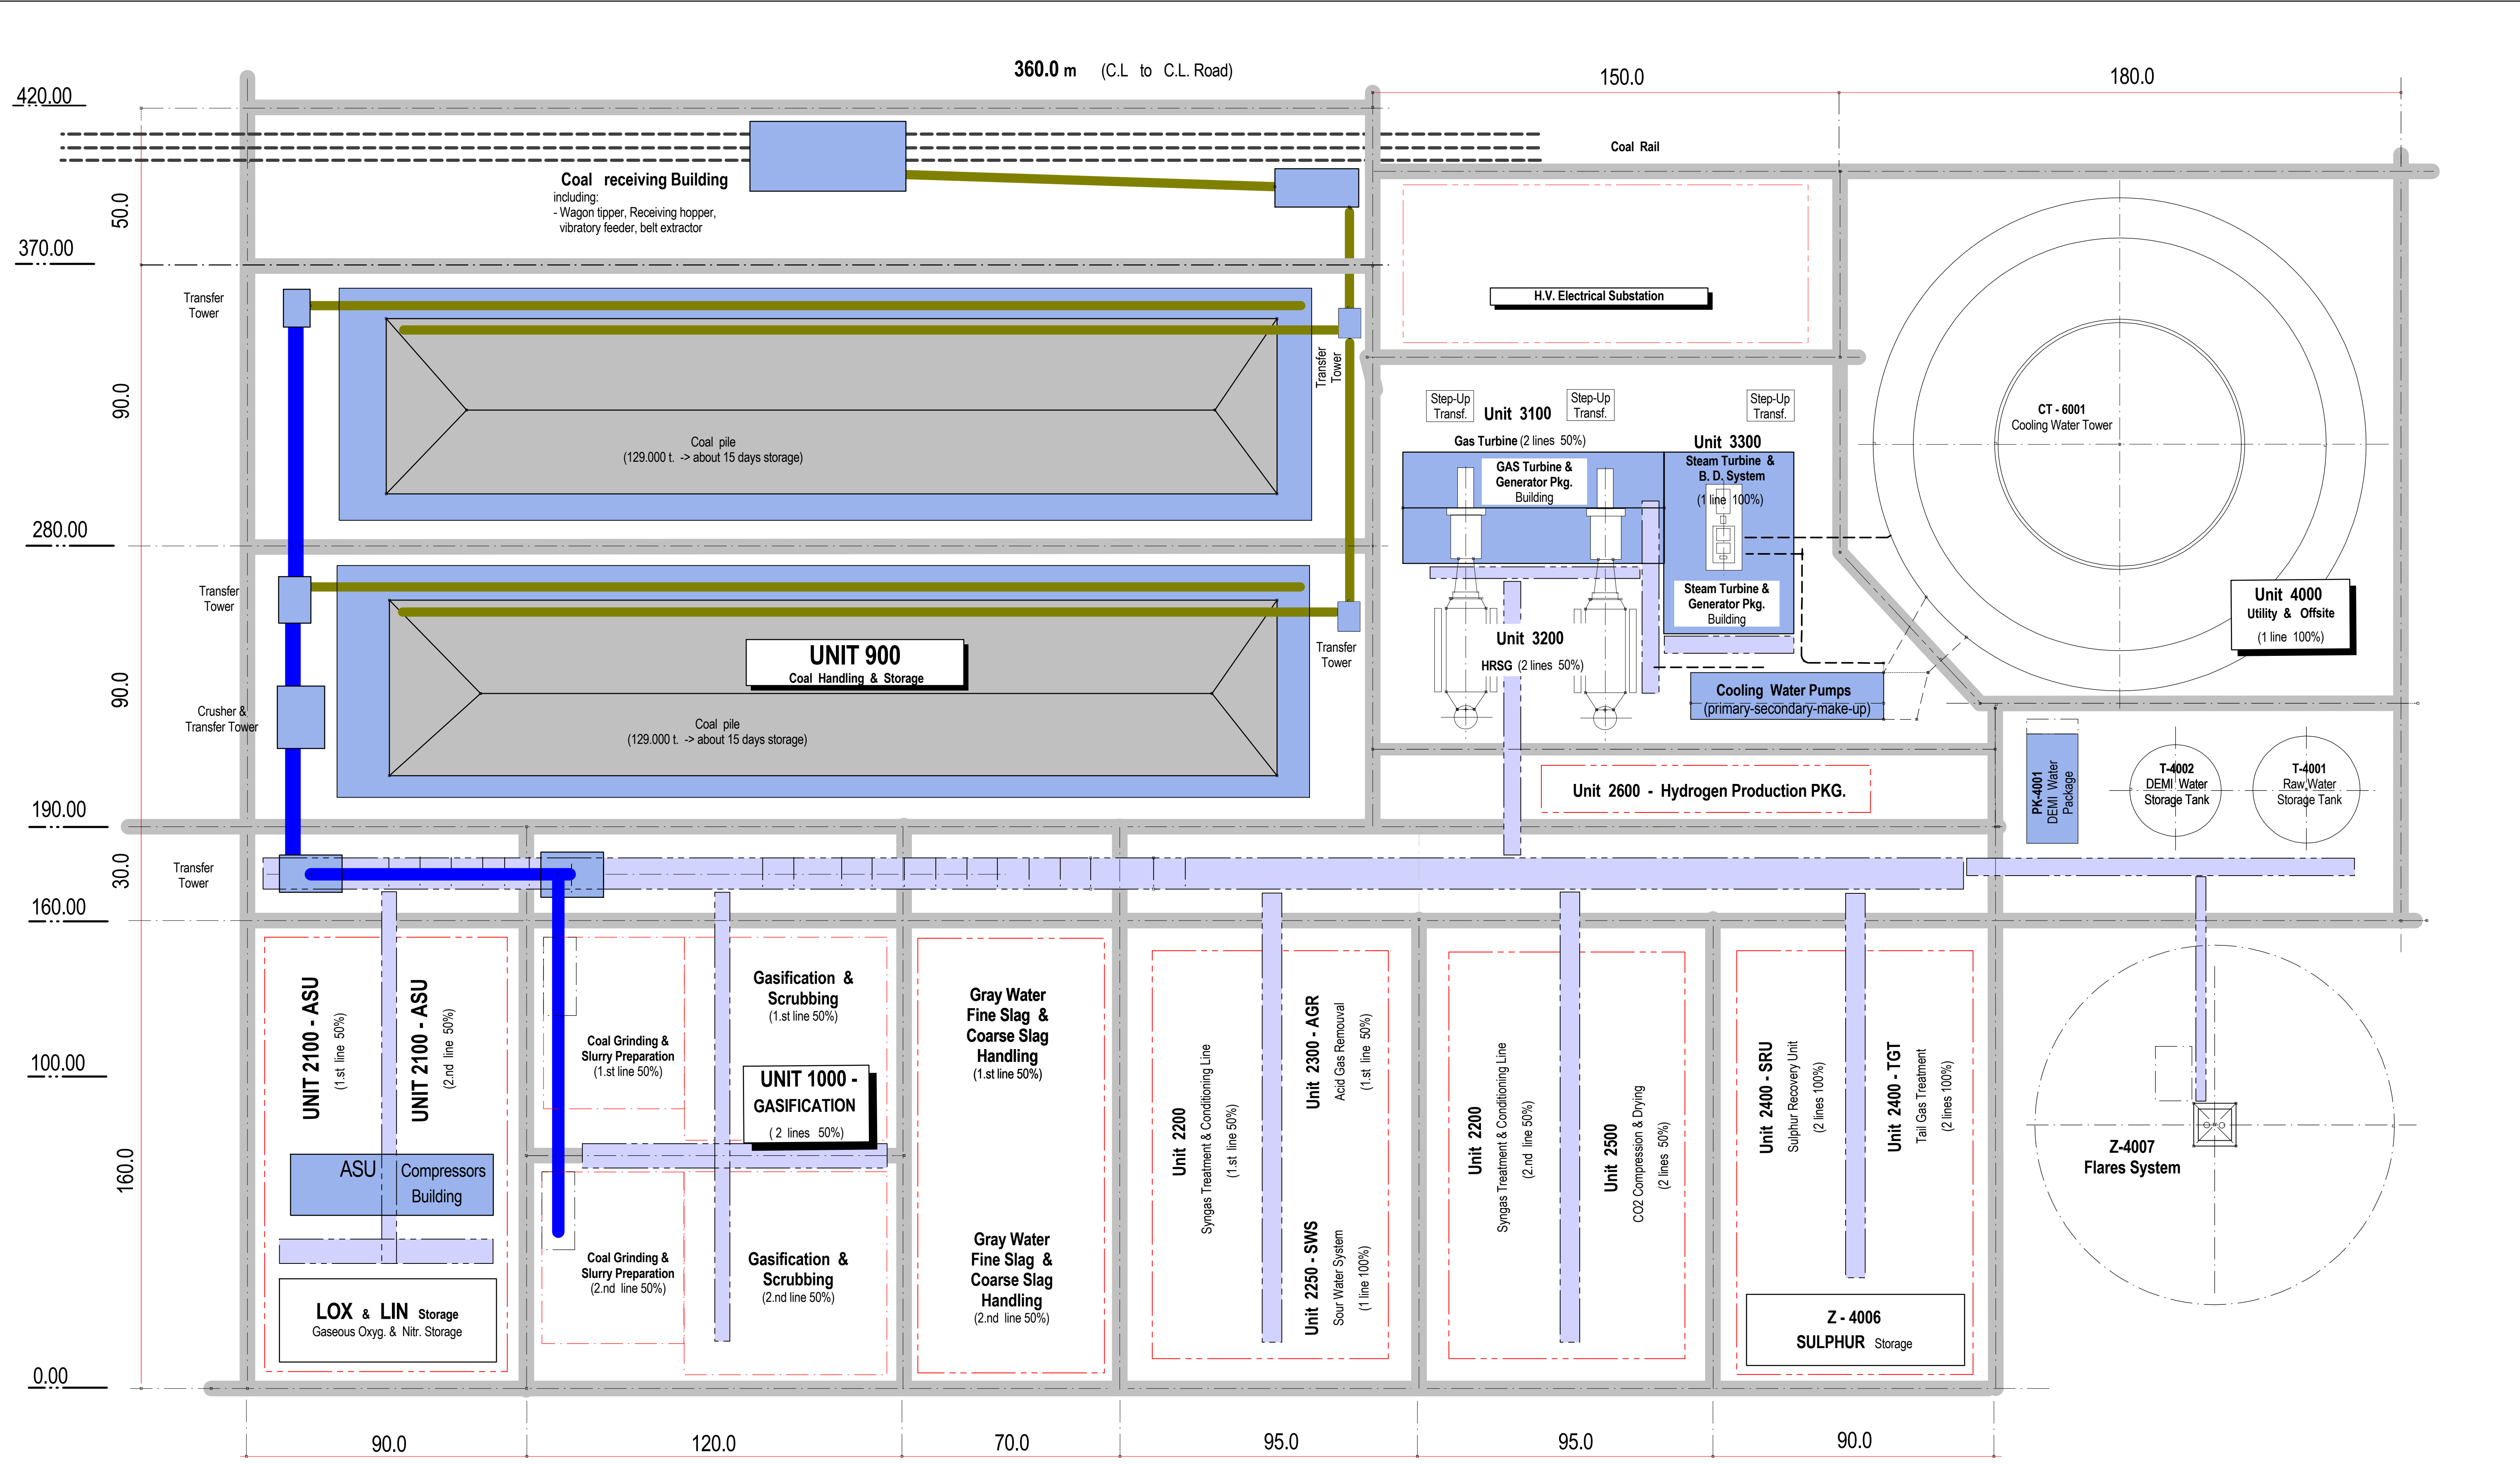 360.0 m (C.L to C.L. Road)
150.0
180.0
420.00
Coal Rail
Coal receiving Building
including:
- Wagon tipper, Receiving hopper,
vibratory feeder, belt extractor
50.0
370.00
Transfer
Tower
H.V. Electrical Substation
Transfer
Tower
90.0
Coal pile
(129.000 t. -> about 15 days storage)
Step-Up
Transf.
Unit 3100
Step-Up
Transf.
Step-Up
Transf.
Gas Turbine (2 lines 50%)
Unit 3300
GAS Turbine &
Generator Pkg.
Building
Steam Turbine &
B. D. System
(1 line 100%)
CT - 6001
Cooling Water Tower
280.00
Transfer
Tower
Steam Turbine &
Generator Pkg.
Building
Unit 4000
Utility & Offsite
(1 line 100%)
UNIT 900
Coal Handling & Storage
Transfer
Tower
Unit 3200
HRSG (2 lines 50%)
90.0
Cooling Water Pumps
(primary-secondary-make-up)
Crusher &
Transfer Tower
Coal pile
(129.000 t. -> about 15 days storage)
Unit 2600 - Hydrogen Production PKG.
PK-4001
DEMI Water
Package
T-4002
DEMI Water
Storage Tank
T-4001
Raw Water
Storage Tank
190.00
30.0
Transfer
Tower
160.00
UNIT 2100 - ASU
(1.st line 50%)
UNIT 2100 - ASU
(2.nd line 50%)
Coal Grinding &
Slurry Preparation
(1.st line 50%)
Gasification &
Scrubbing
(1.st line 50%)
UNIT 1000 -
GASIFICATION
( 2 lines 50%)
Gray Water
Fine Slag &
Coarse Slag
Handling
(1.st line 50%)
Unit 2200
Syngas Treatment & Conditioning Line
(1.st line 50%)
Unit 2300 - AGR
Acid Gas Remouval
(1.st line 50%)
Unit 2200
Syngas Treatment & Conditioning Line
(2.nd line 50%)
Unit 2500
CO2 Compression & Drying
(2 lines 50%)
Unit 2400 - SRU
Sulphur Recovery Unit
(2 lines 100%)
Unit 2400 - TGT
Tail Gas Treatment
(2 lines 100%)
Z-4007
Flares System
100.00
160.0
ASU Compressors
Building
LOX & LIN Storage
Gaseous Oxyg. & Nitr. Storage
Coal Grinding &
Slurry Preparation
(2.nd line 50%)
Gasification &
Scrubbing
(2.nd line 50%)
Gray Water
Fine Slag &
Coarse Slag
Handling
(2.nd line 50%)
Unit 2250 - SWS
Sour Water System
(1 line 100%)
Z - 4006
SULPHUR Storage
0.00
90.0
120.0
70.0
95.0
95.0
90.0